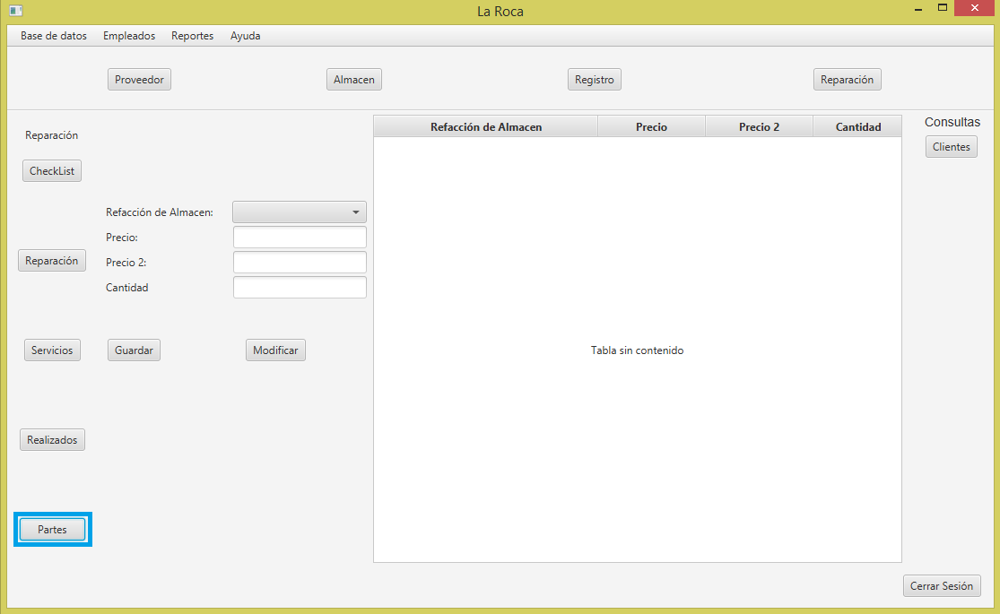 La Roca
Base de datos Empleados Reportes Ayuda
Proveedor Almacen Registro Reparación
Reparación
CheckList
Reparación
Servicios
Realizados
Partes
Refacción de Almacen:
Precio:
Precio 2:
Cantidad
Guardar Modificar
Refacción de Almacen Precio Precio 2 Cantidad
Tabla sin contenido
Consultas
Clientes
Cerrar Sesión